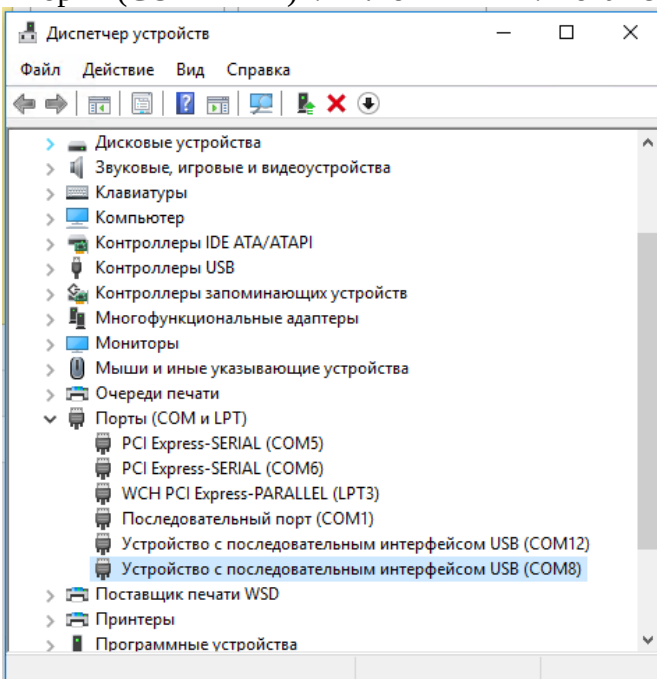 Диспетчер устройств
Файл Действие Вид Справка
Дисковые устройства
Звуковые, игровые и видеоустройства
Клавиатуры
Компьютер
Контроллеры IDE ATA/ATAPI
Контроллеры USB
Контроллеры запоминающих устройств
Многофункциональные адаптеры
Мониторы
Мыши и иные указывающие устройства
Очереди печати
Порты (COM и LPT)
PCI Express-SERIAL (COM5)
PCI Express-SERIAL (COM6)
WCH PCI Express-PARALLEL (LPT3)
Последовательный порт (COM1)
Устройство с последовательным интерфейсом USB (COM12)
Устройство с последовательным интерфейсом USB (COM8)
Поставщик печати WSD
Принтеры
Программные устройства